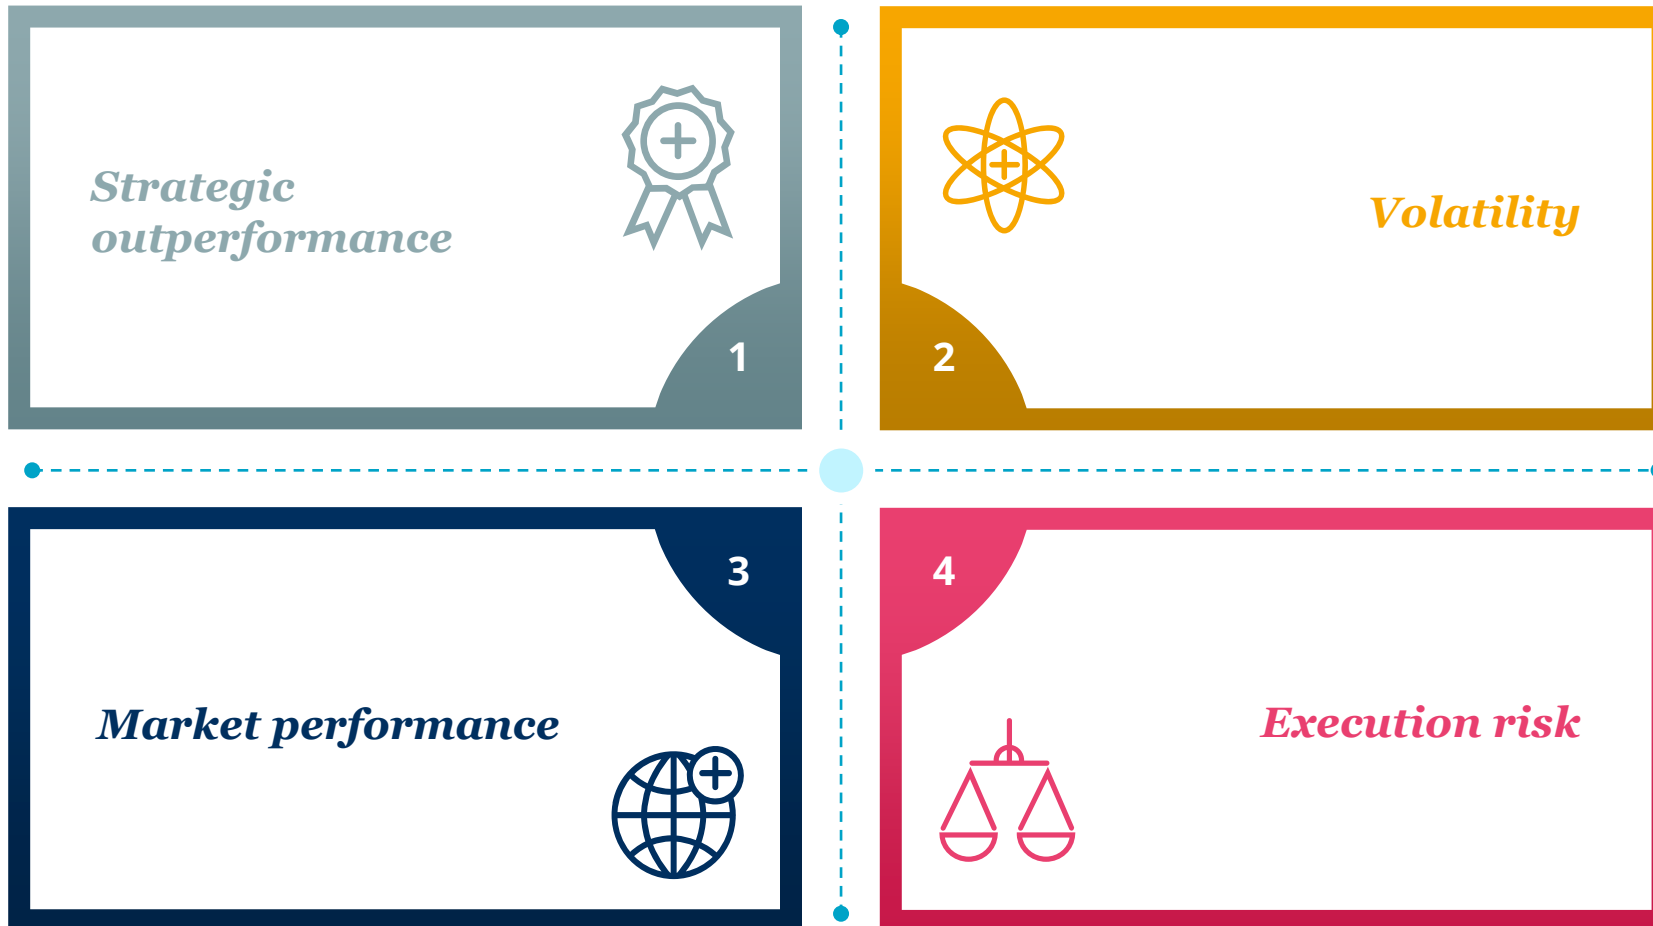 Strategic
outperformance
1
Volatility
2
3
Market performance
4
Execution risk